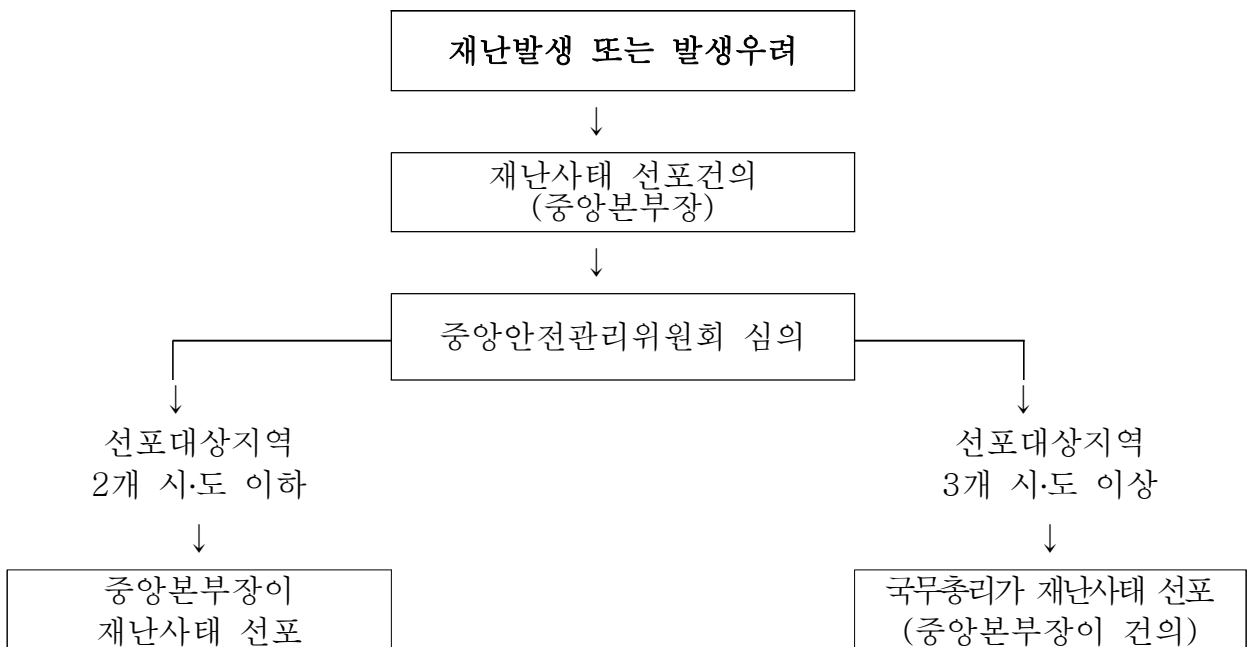 재난발생 또는 발생우려
↓
재난사태 선포건의
(중앙본부장)
↓
중앙안전관리위원회 심의
↓
↓
선포대상지역
2개 시·도 이하
선포대상지역
3개 시·도 이상
↓
↓
중앙본부장이
재난사태 선포
국무총리가 재난사태 선포
(중앙본부장이 건의)